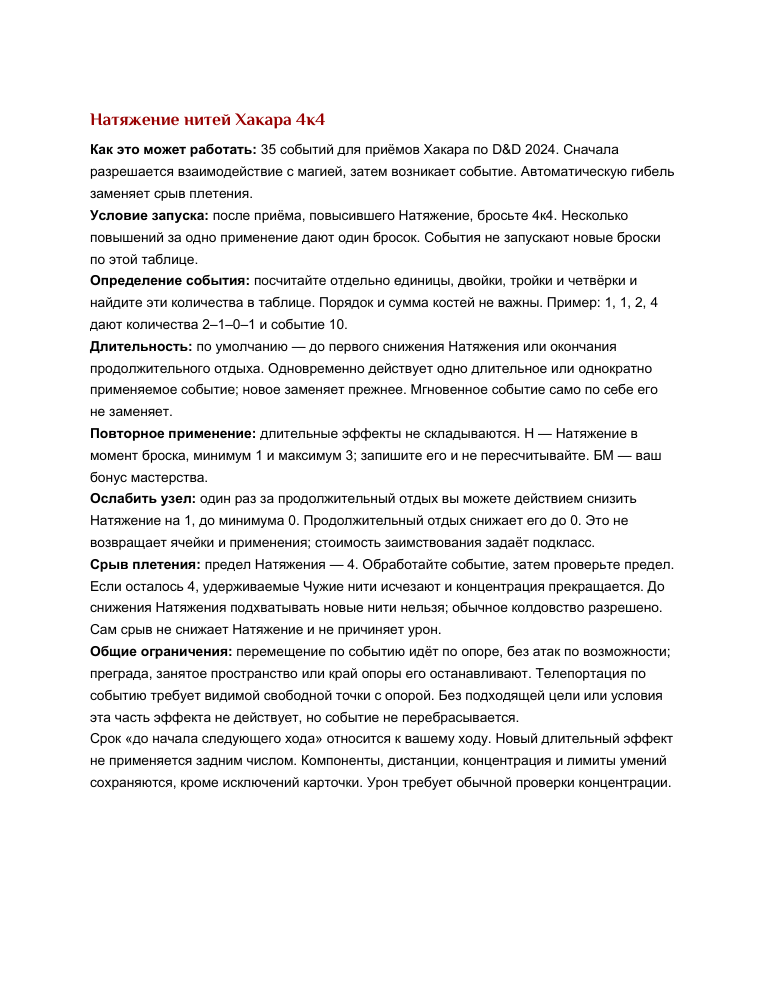 Натяжение нитей Хакара 4к4
Как это может работать: 35 событий для приёмов Хакара по D&D 2024. Сначала
разрешается взаимодействие с магией, затем возникает событие. Автоматическую гибель
заменяет срыв плетения.
Условие запуска: после приёма, повысившего Натяжение, бросьте 4к4. Несколько
повышений за одно применение дают один бросок. События не запускают новые броски
по этой таблице.
Определение события: посчитайте отдельно единицы, двойки, тройки и четвёрки и
найдите эти количества в таблице. Порядок и сумма костей не важны. Пример: 1, 1, 2, 4
дают количества 2–1–0–1 и событие 10.
Длительность: по умолчанию — до первого снижения Натяжения или окончания
продолжительного отдыха. Одновременно действует одно длительное или однократно
применяемое событие; новое заменяет прежнее. Мгновенное событие само по себе его
не заменяет.
Повторное применение: длительные эффекты не складываются. Н — Натяжение в
момент броска, минимум 1 и максимум 3; запишите его и не пересчитывайте. БМ — ваш
бонус мастерства.
Ослабить узел: один раз за продолжительный отдых вы можете действием снизить
Натяжение на 1, до минимума 0. Продолжительный отдых снижает его до 0. Это не
возвращает ячейки и применения; стоимость заимствования задаёт подкласс.
Срыв плетения: предел Натяжения — 4. Обработайте событие, затем проверьте предел.
Если осталось 4, удерживаемые Чужие нити исчезают и концентрация прекращается. До
снижения Натяжения подхватывать новые нити нельзя; обычное колдовство разрешено.
Сам срыв не снижает Натяжение и не причиняет урон.
Общие ограничения: перемещение по событию идёт по опоре, без атак по возможности;
преграда, занятое пространство или край опоры его останавливают. Телепортация по
событию требует видимой свободной точки с опорой. Без подходящей цели или условия
эта часть эффекта не действует, но событие не перебрасывается.
Срок «до начала следующего хода» относится к вашему ходу. Новый длительный эффект
не применяется задним числом. Компоненты, дистанции, концентрация и лимиты умений
сохраняются, кроме исключений карточки. Урон требует обычной проверки концентрации.